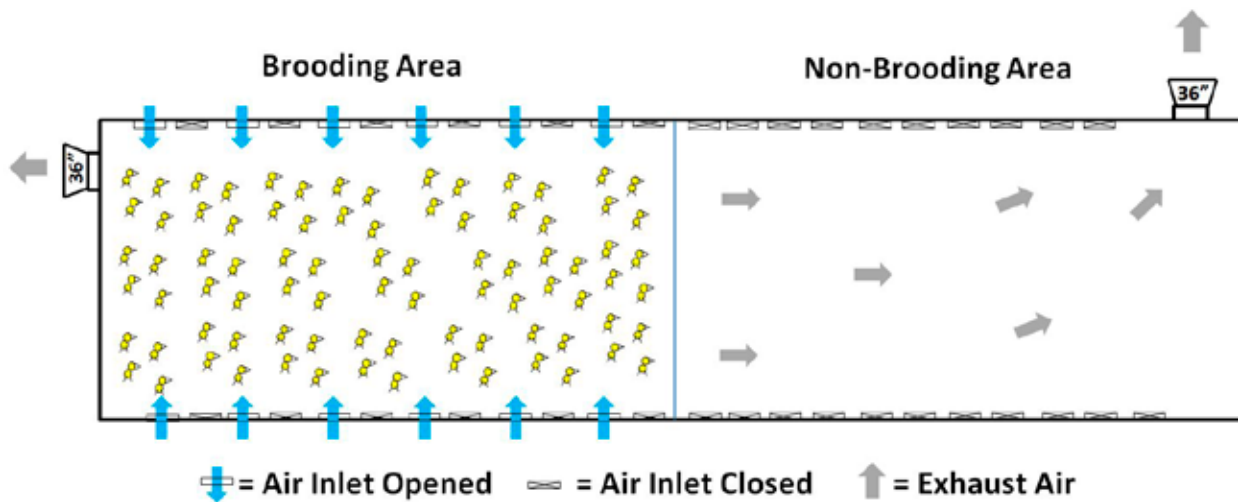 Brooding Area
Non-Brooding Area
36"
36"
= Air Inlet Opened
= Air Inlet Closed
= Exhaust Air